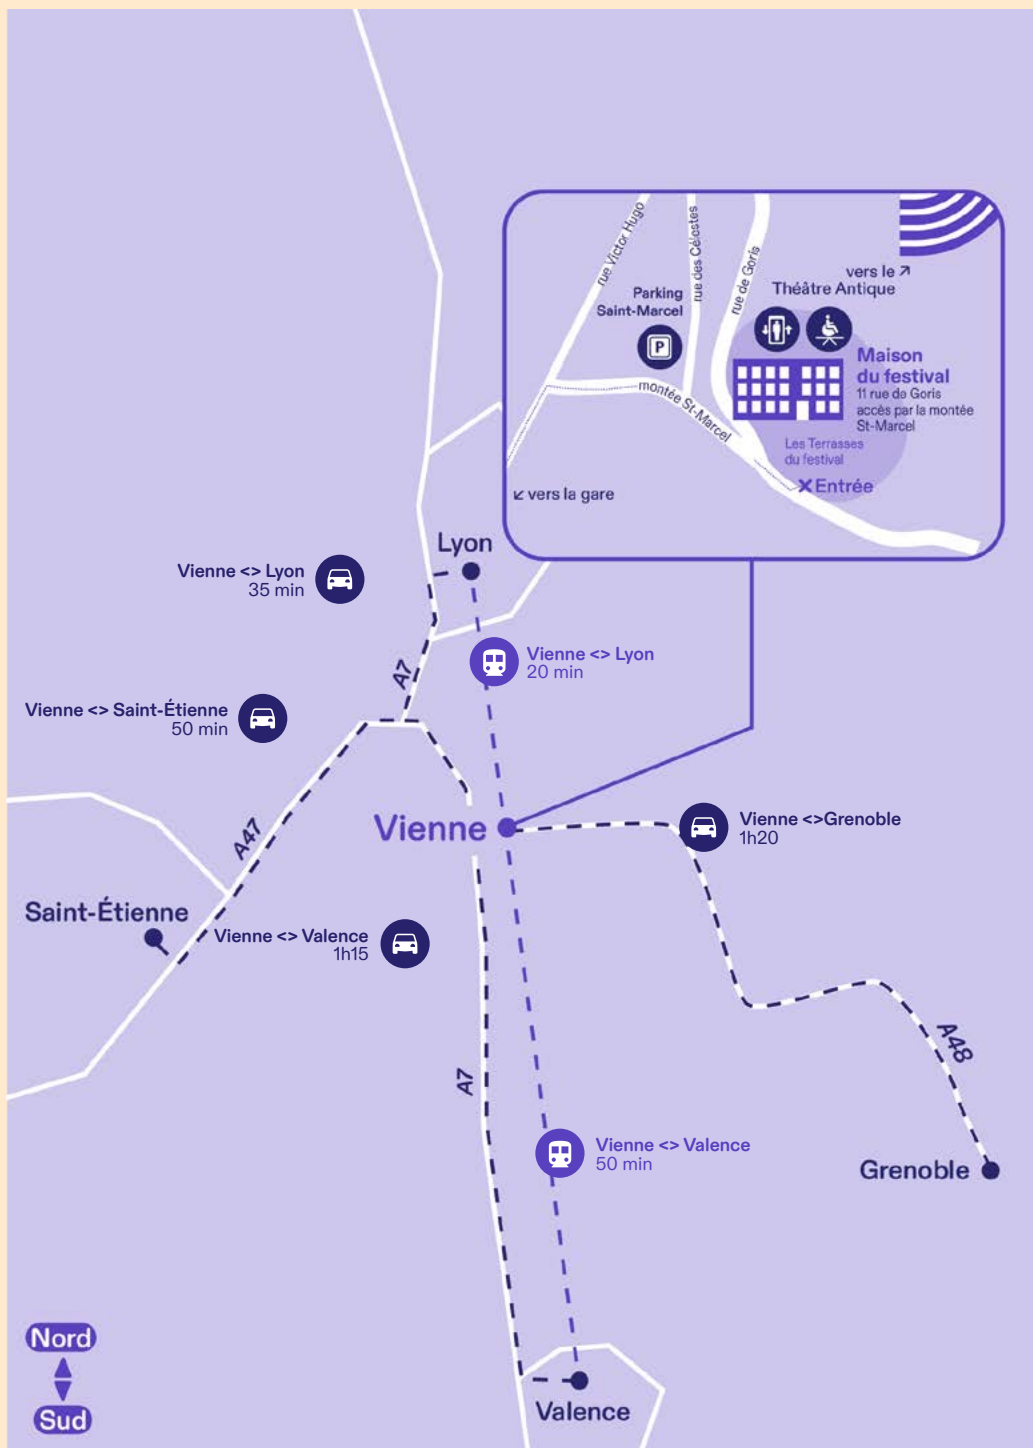 rue Victor Hugo
rue des Célestes
rue de Goris
vers le ↗
Théâtre Antique
Parking
Saint-Marcel
P
Maison
du festival
11 rue de Goris
accès par la montée
St-Marcel
montée St-Marcel
Les Terrasses
du festival
Entrée
↙ vers la gare
Lyon
Vienne <> Lyon
35 min
Vienne <> Lyon
20 min
A7
Vienne <> Saint-Étienne
50 min
Vienne
Vienne <>Grenoble
1h20
A47
Saint-Étienne
Vienne <> Valence
1h15
A7
A48
Vienne <> Valence
50 min
Grenoble
Nord
Sud
Valence